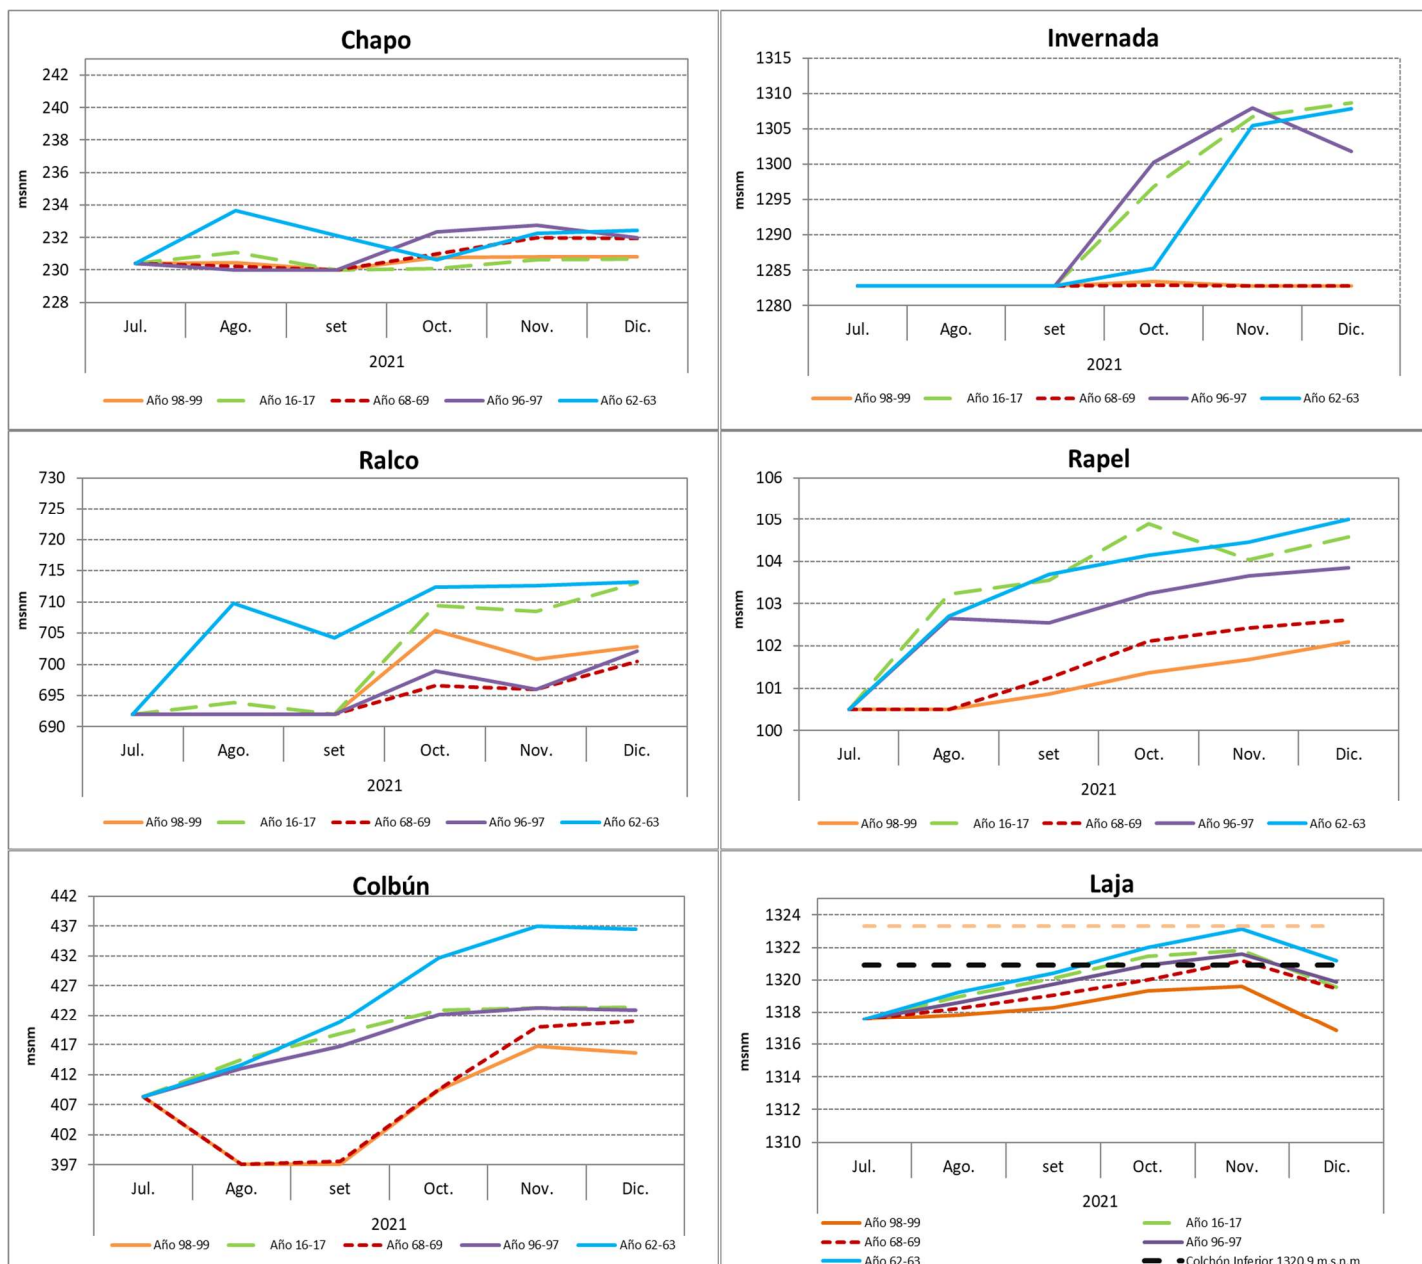 Chapo
242
240
238
236
234
232
230
228
msnm
Jul. Ago. set Oct. Nov. Dic.
2021
Año 98-99 Año 16-17 Año 68-69 Año 96-97 Año 62-63
Invernada
1315
1310
1305
1300
1295
1290
1285
1280
msnm
Jul. Ago. set Oct. Nov. Dic.
2021
Año 98-99 Año 16-17 Año 68-69 Año 96-97 Año 62-63
Ralco
730
725
720
715
710
705
700
695
690
msnm
Jul. Ago. set Oct. Nov. Dic.
2021
Año 98-99 Año 16-17 Año 68-69 Año 96-97 Año 62-63
Rapel
106
105
104
103
102
101
100
msnm
Jul. Ago. set Oct. Nov. Dic.
2021
Año 98-99 Año 16-17 Año 68-69 Año 96-97 Año 62-63
Colbún
442
437
432
427
422
417
412
407
402
397
msnm
Jul. Ago. set Oct. Nov. Dic.
2021
Año 98-99 Año 16-17 Año 68-69 Año 96-97 Año 62-63
Laja
1324
1322
1320
1318
1316
1314
1312
1310
msnm
Jul. Ago. set Oct. Nov. Dic.
2021
Año 98-99 Año 16-17
Año 68-69 Año 96-97
Año 62-63 Colchón Inferior 1320,9 m.s.n.m.